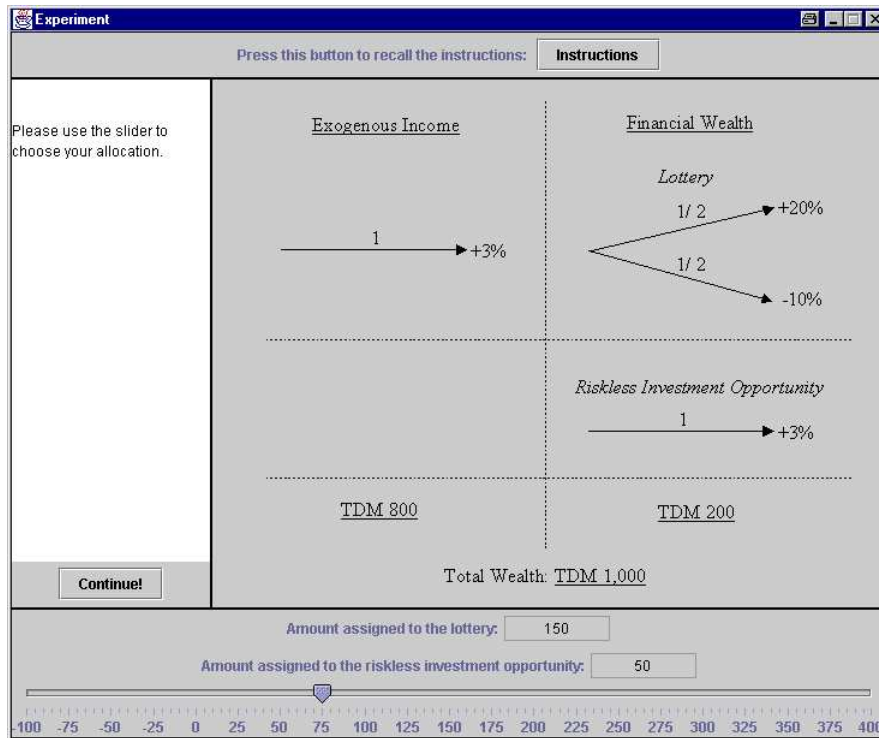 Experiment
Press this button to recall the instructions: Instructions
Please use the slider to
choose your allocation.
Exogenous Income
Financial Wealth
Lottery
1/ 2
+20%
1
+3%
1/ 2
-10%
Riskless Investment Opportunity
1
+3%
TDM 800
TDM 200
Total Wealth: TDM 1,000
Continue!
Amount assigned to the lottery: 150
Amount assigned to the riskless investment opportunity: 50
-100 -75 -50 -25 0 25 50 75 100 125 150 175 200 225 250 275 300 325 350 375 400